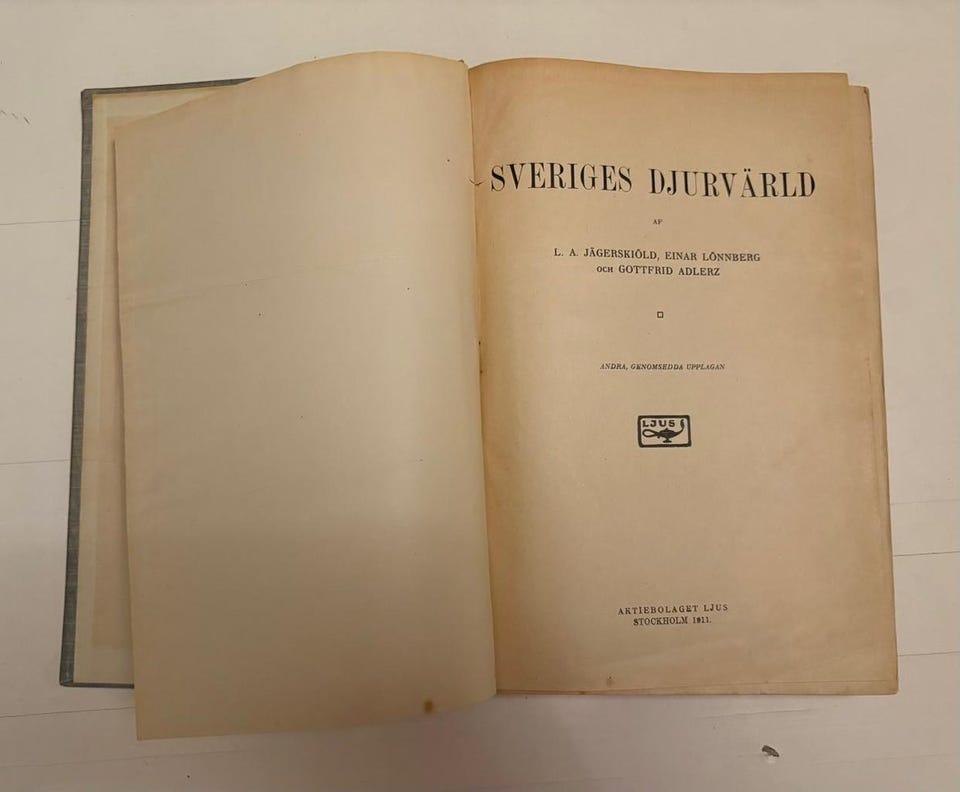 SVERIGES DJURVÄRLD
AF
L. A. JÄGERSKIÖLD, EINAR LÖNNBERG
OCH GOTTFRID ADLERZ
ANDRA, GENOMSEDDA UPPLAGAN
LJUS
AKTIEBOLAGET LJUS
STOCKHOLM 1911.